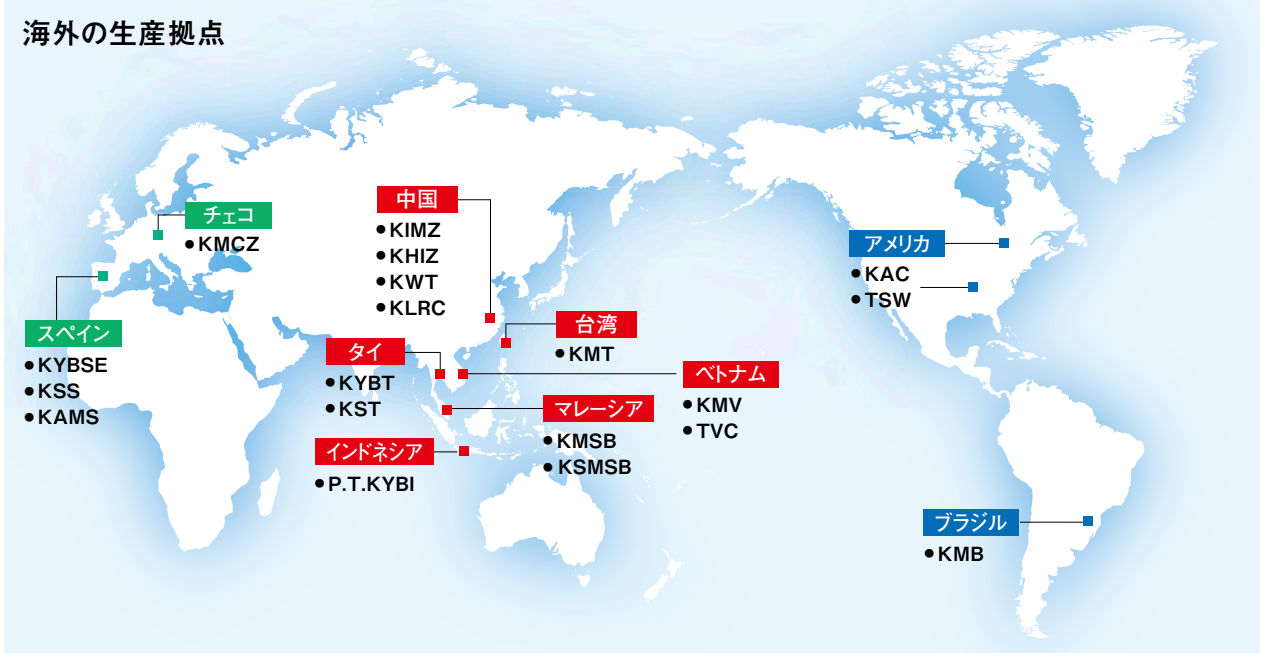 海外の生産拠点
チェコ
●KMCZ
スペイン
●KYBSE
●KSS
●KAMS
中国
●KIMZ
●KHIZ
●KWT
●KLRC
台湾
●KMT
タイ
●KYBT
●KST
ベトナム
●KMV
●TVC
マレーシア
●KMSB
●KSMSB
インドネシア
●P.T.KYBI
アメリカ
●KAC
●TSW
ブラジル
●KMB